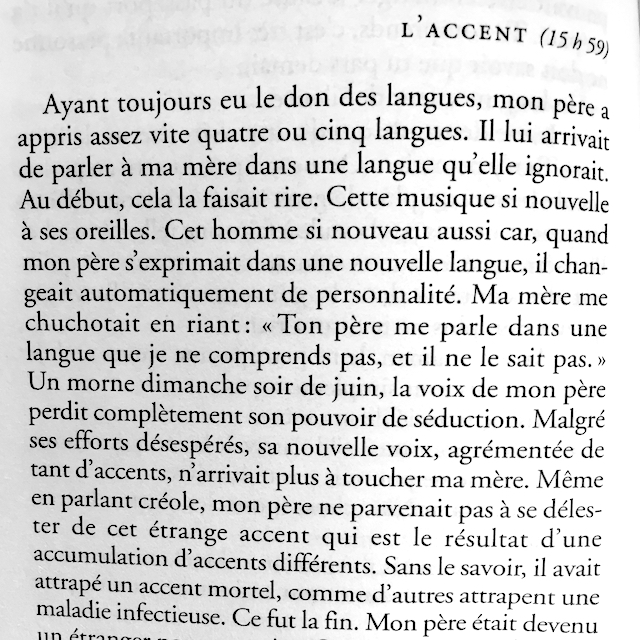 L'ACCENT (15 h 59)
Ayant toujours eu le don des langues, mon père a
appris assez vite quatre ou cinq langues. Il lui arrivait
de parler à ma mère dans une langue qu'elle ignorait.
Au début, cela la faisait rire. Cette musique si nouvelle
à ses oreilles. Cet homme si nouveau aussi car, quand
mon père s'exprimait dans une nouvelle langue, il chan-
geait automatiquement de personnalité. Ma mère me
chuchotait en riant : « Ton père me parle dans une
langue que je ne comprends pas, et il ne le sait pas. »
Un morne dimanche soir de juin, la voix de mon père
perdit complètement son pouvoir de séduction. Malgré
ses efforts désespérés, sa nouvelle voix, agrémentée de
tant d'accents, n'arrivait plus à toucher ma mère. Même
en parlant créole, mon père ne parvenait pas à se déles-
ter de cet étrange accent qui est le résultat d'une
accumulation d'accents différents. Sans le savoir, il avait
attrapé un accent mortel, comme d'autres attrapent une
maladie infectieuse. Ce fut la fin. Mon père était devenu
un étranger